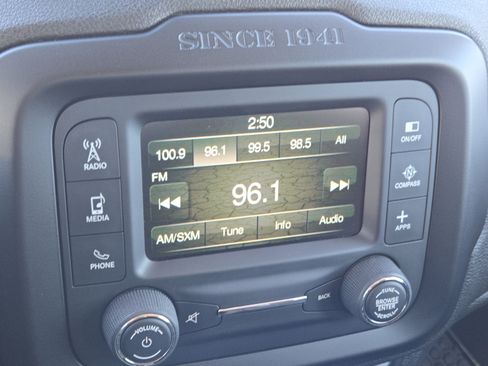 SINCE 1941
2:50
100.9 96.1 99.5 98.5 All
FM
96.1
AM/SXM Tune Info Audio
RADIO
MEDIA
PHONE
ON/OFF
N
COMPASS
APPS
VOLUME
BACK
TUNE
BROWSE
ENTER
SCROLL